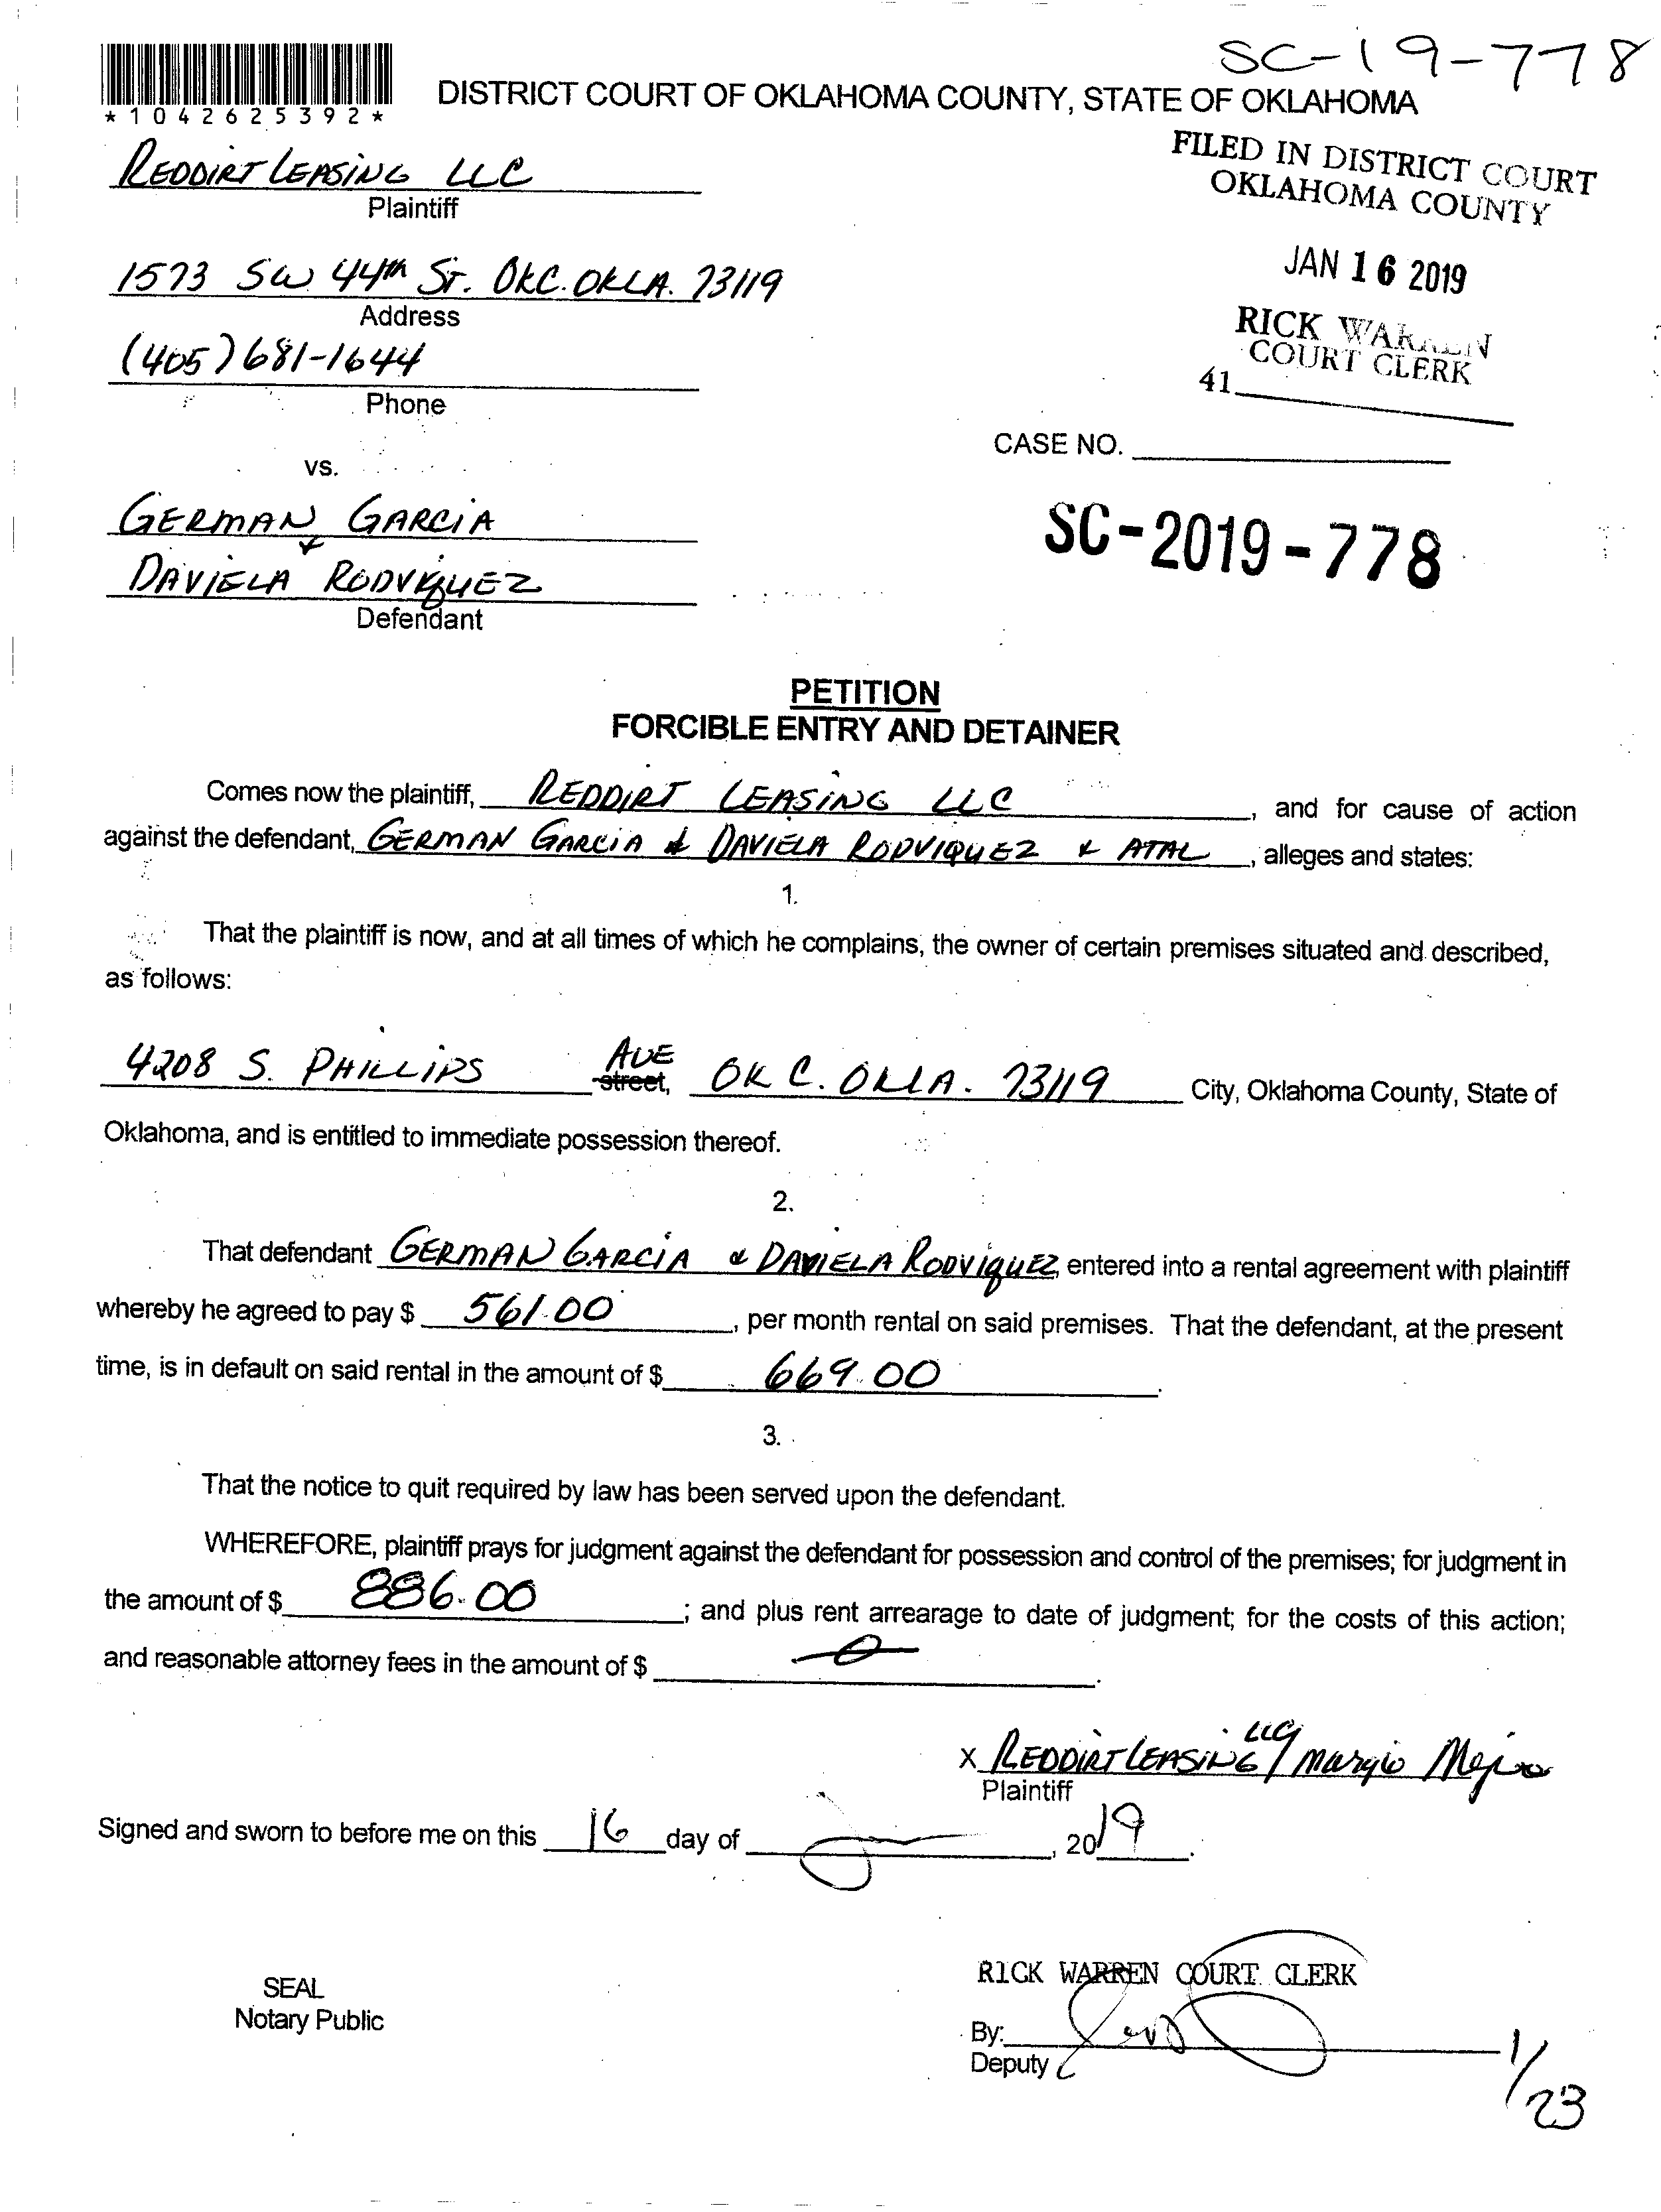 SC-19-778
*1042625392*
DISTRICT COURT OF OKLAHOMA COUNTY, STATE OF OKLAHOMA
FILED IN DISTRICT COURT
OKLAHOMA COUNTY
REDDIRT LEASING LLC
Plaintiff
JAN 16 2019
1573 SW 44th ST. OKC. OKLA. 73119
Address
RICK WARREN
COURT CLERK
(405) 681-1644
41
Phone
CASE NO.
vs.
GERMAN GARCIA
&
SC-2019-778
DAVIELA RODVIQUEZ
Defendant
PETITION
FORCIBLE ENTRY AND DETAINER
Comes now the plaintiff, REDDIRT LEASING LLC, and for cause of action
against the defendant, GERMAN GARCIA & DAVIELA RODVIQUEZ & ATAL, alleges and states:
1.
That the plaintiff is now, and at all times of which he complains, the owner of certain premises situated and described,
as follows:
4208 S. PHILLIPS AVE street, OKC. OKLA. 73119 City, Oklahoma County, State of
Oklahoma, and is entitled to immediate possession thereof.
2.
That defendant GERMAN GARCIA & DAVIELA RODVIQUEZ, entered into a rental agreement with plaintiff
whereby he agreed to pay $ 561.00, per month rental on said premises. That the defendant, at the present
time, is in default on said rental in the amount of $ 669.00.
3.
That the notice to quit required by law has been served upon the defendant.
WHEREFORE, plaintiff prays for judgment against the defendant for possession and control of the premises; for judgment in
the amount of $ 886.00; and plus rent arrearage to date of judgment; for the costs of this action;
and reasonable attorney fees in the amount of $ 0.
X REDDIRT LEASING LLC/ Margie
Plaintiff
Signed and sworn to before me on this 16 day of , 2019.
RICK WARREN COURT CLERK
SEAL
Notary Public
By:
Deputy
1/23